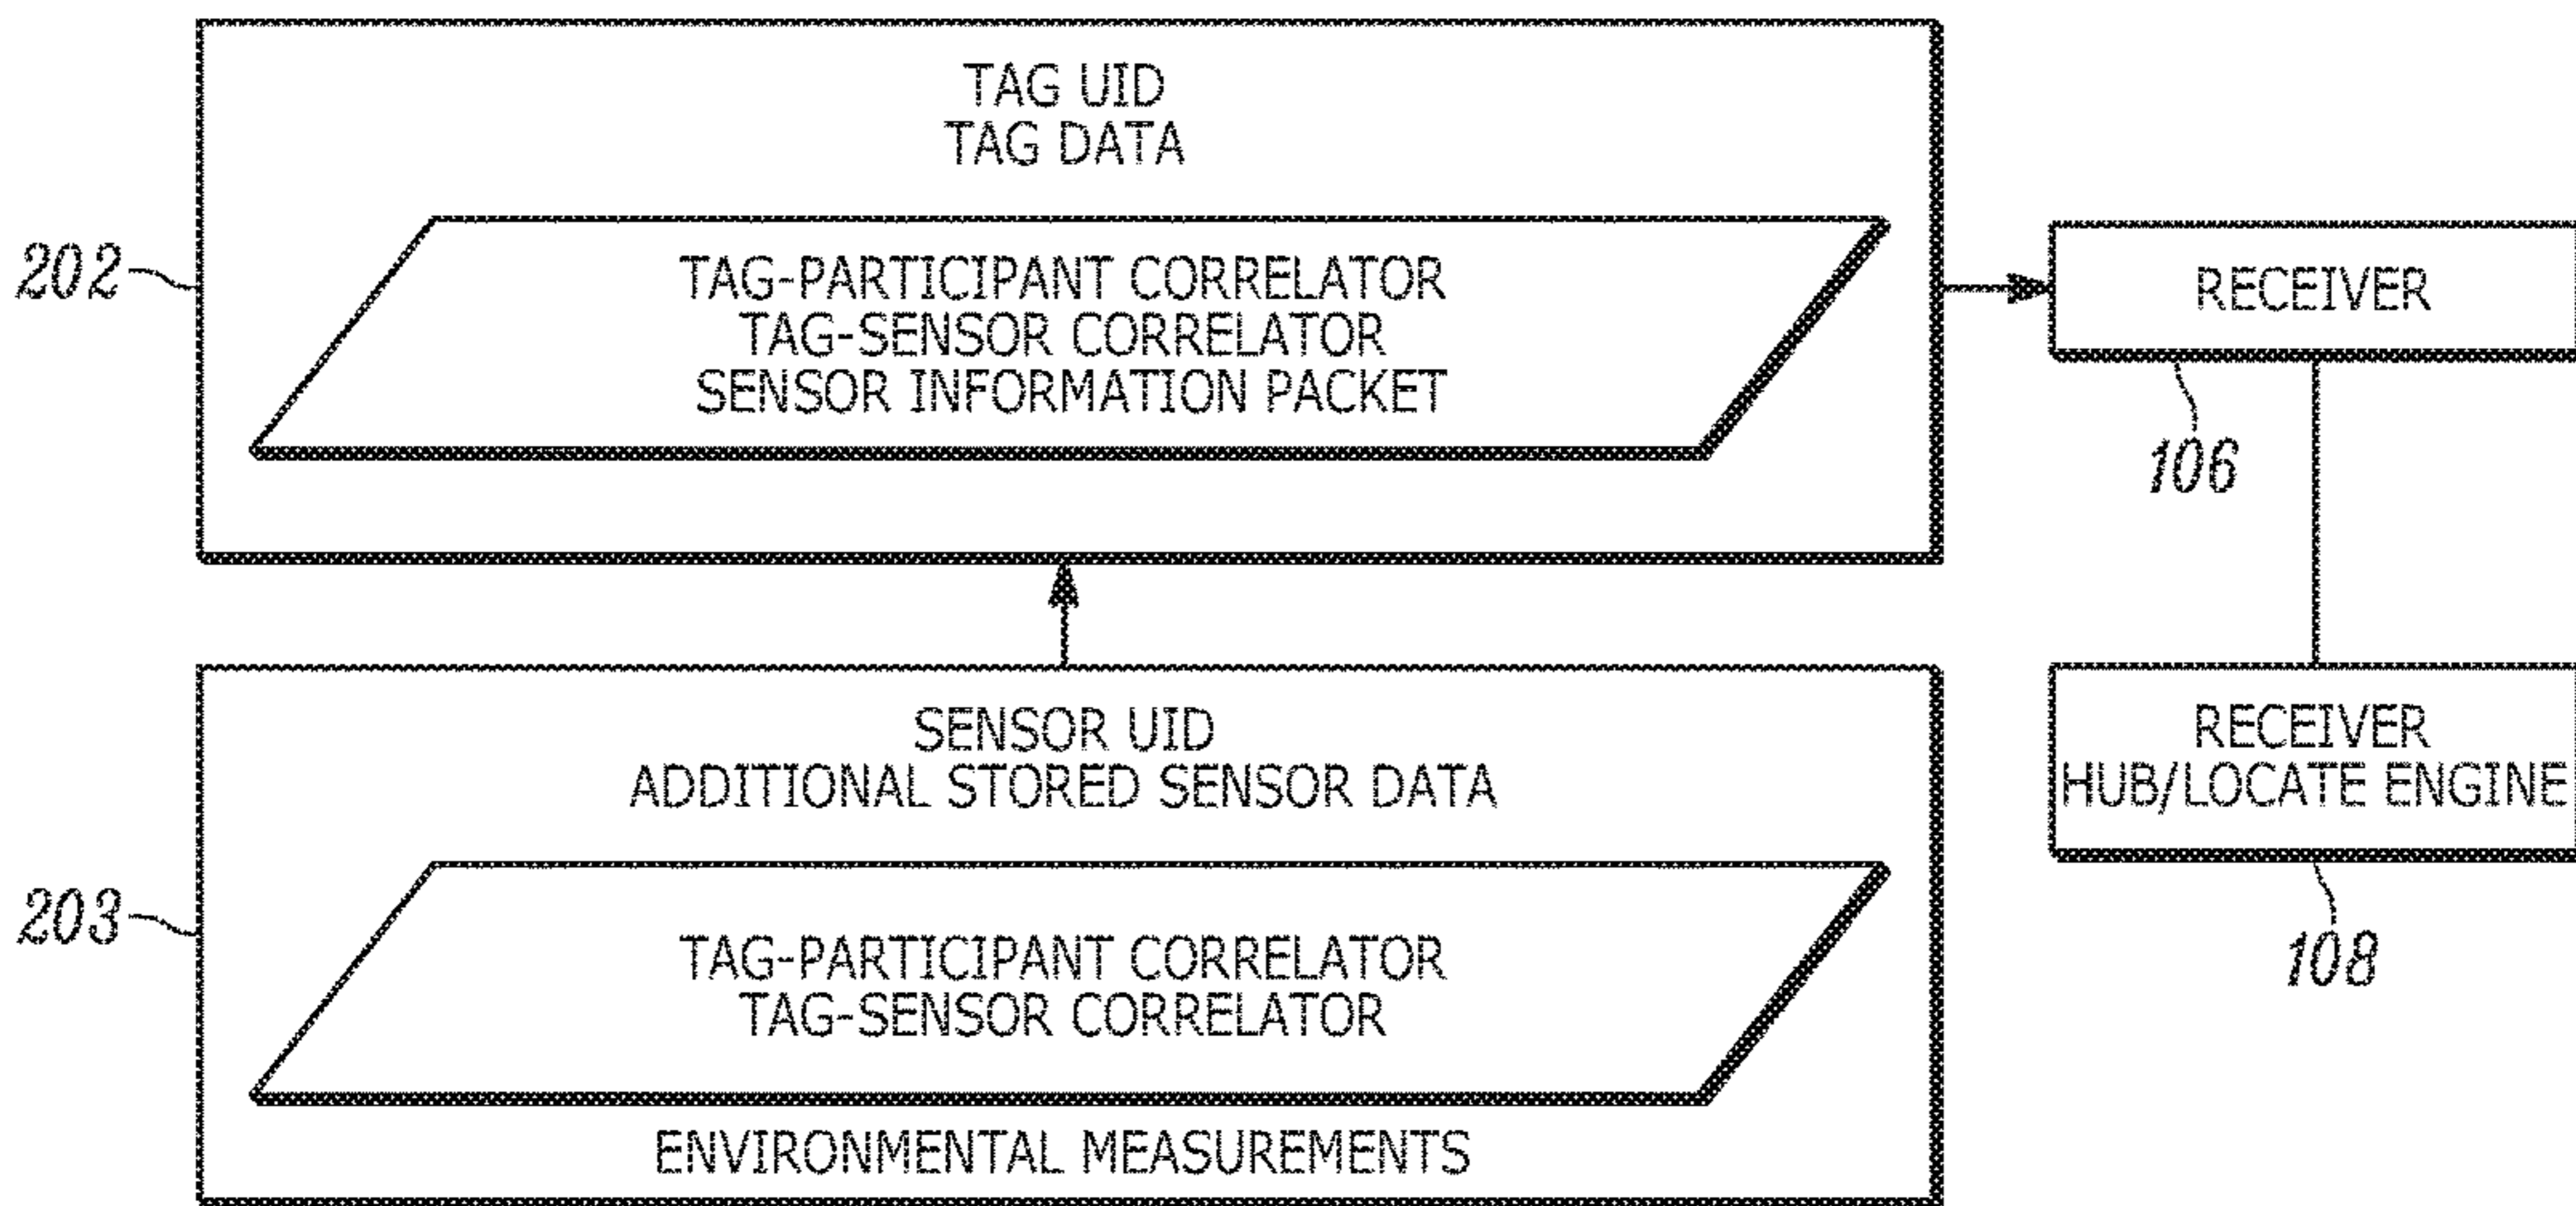 TAG UID
TAG DATA
202
TAG-PARTICIPANT CORRELATOR
TAG-SENSOR CORRELATOR
SENSOR INFORMATION PACKET
RECEIVER
106
SENSOR UID
ADDITIONAL STORED SENSOR DATA
203
TAG-PARTICIPANT CORRELATOR
TAG-SENSOR CORRELATOR
ENVIRONMENTAL MEASUREMENTS
RECEIVER
HUB/LOCATE ENGINE
108